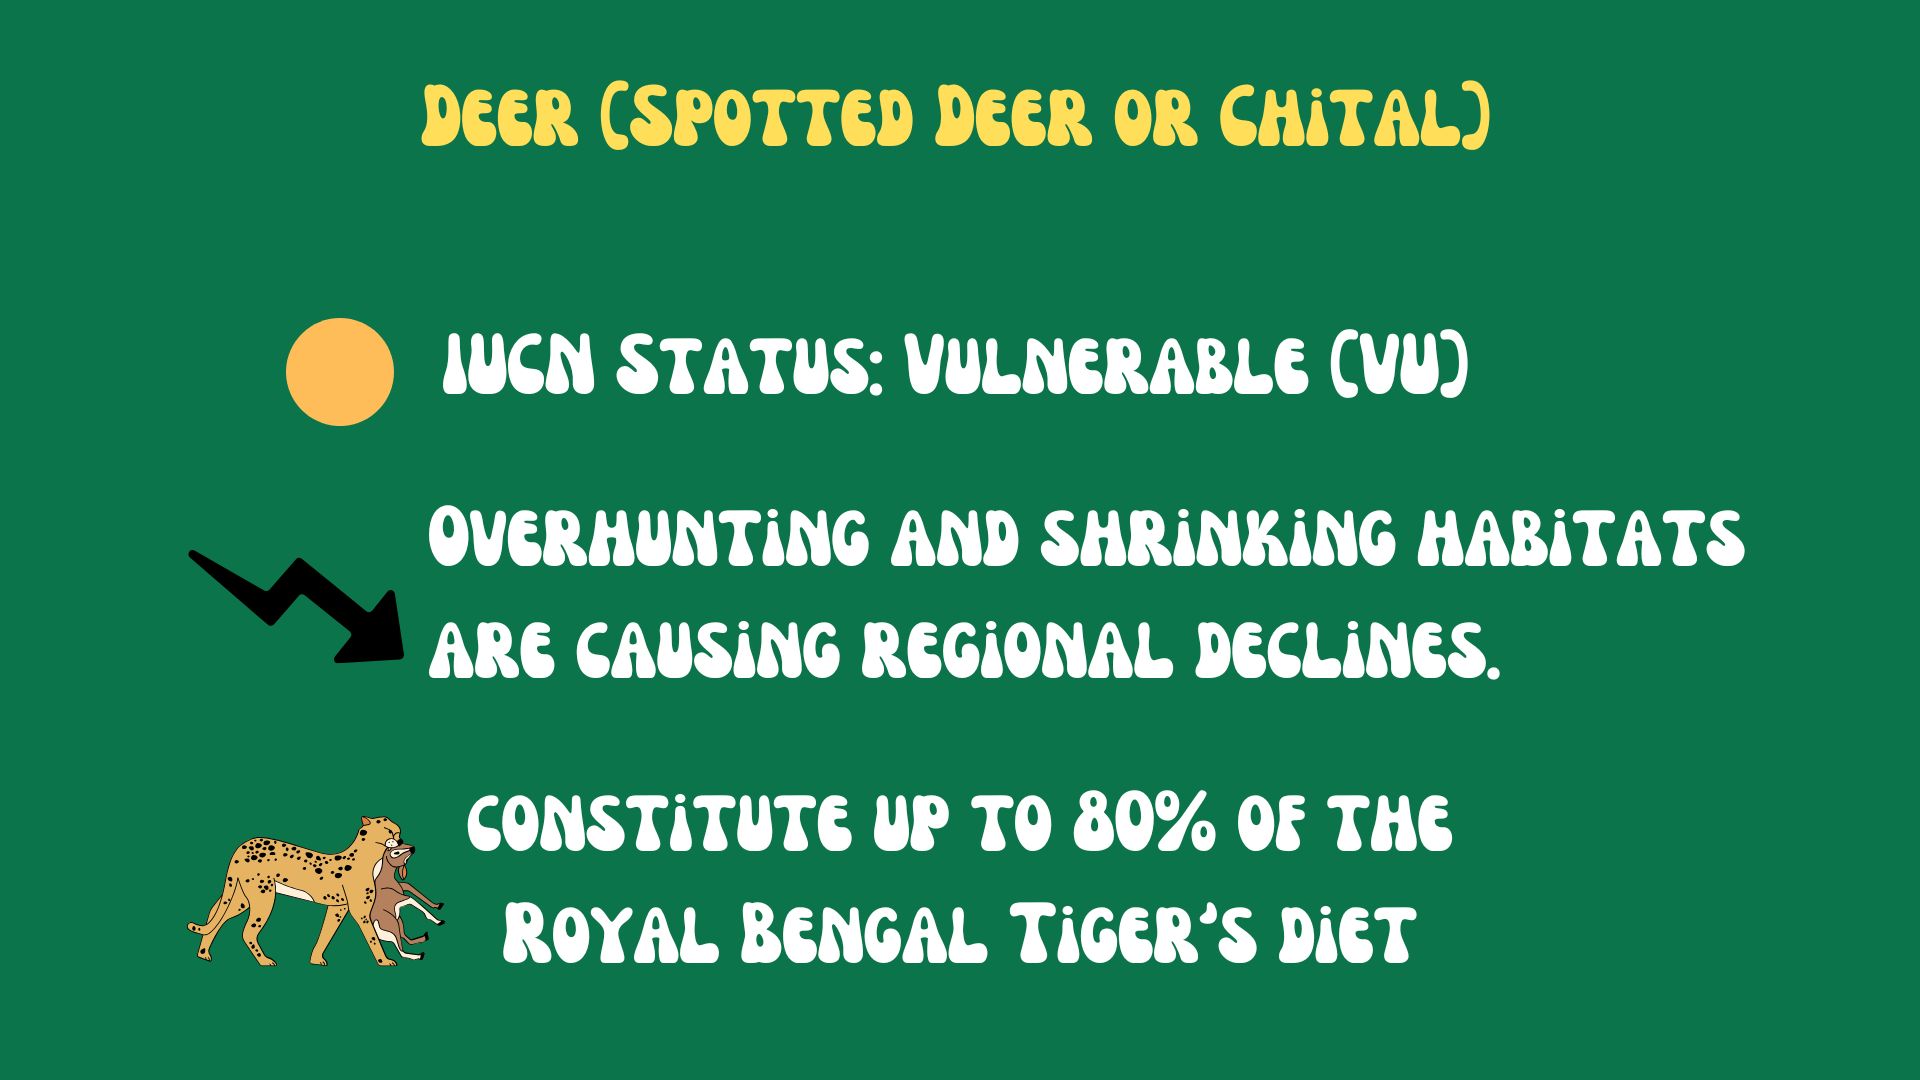 Deer (Spotted Deer or Chital)
IUCN Status: Vulnerable (VU)
Overhunting and shrinking habitats
are causing regional declines.
constitute up to 80% of the
Royal Bengal Tiger's diet